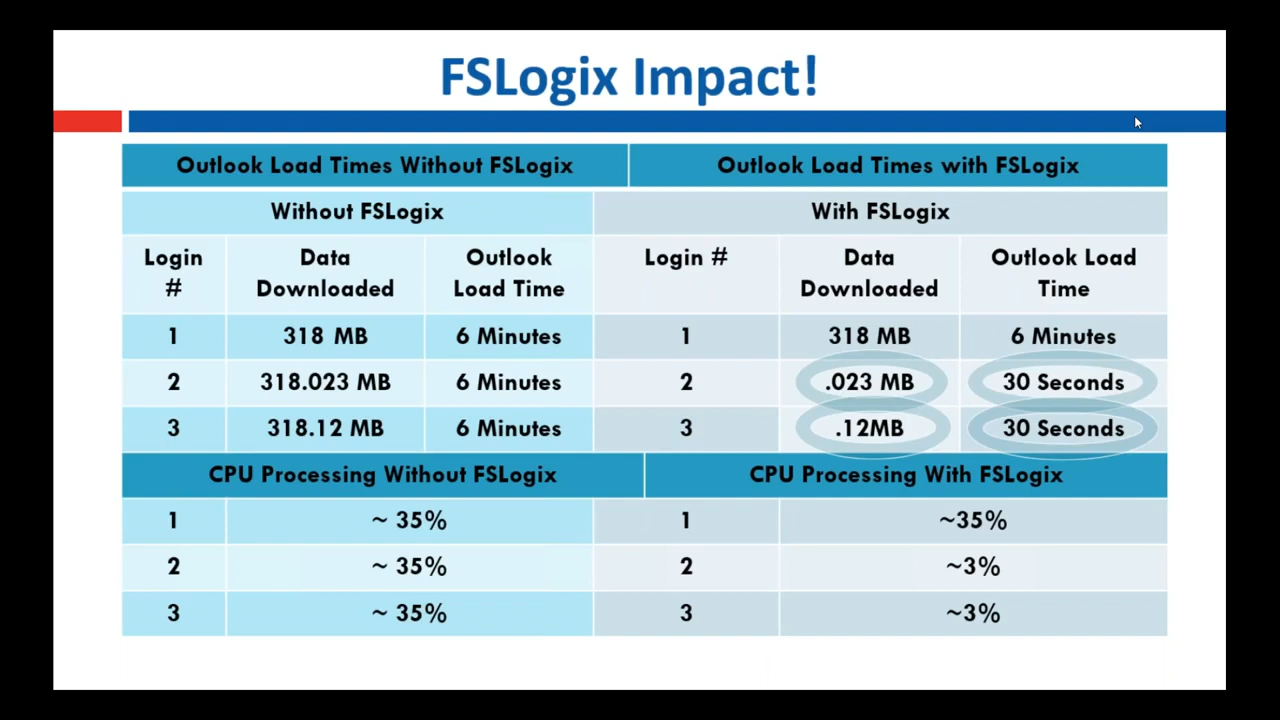 FSLogix Impact!
Outlook Load Times Without FSLogix
Outlook Load Times with FSLogix
Without FSLogix
With FSLogix
Login
#
Data
Downloaded
Outlook
Load Time
Login #
Data
Downloaded
Outlook Load
Time
1
318 MB
6 Minutes
1
318 MB
6 Minutes
2
318.023 MB
6 Minutes
2
.023 MB
30 Seconds
3
318.12 MB
6 Minutes
3
.12MB
30 Seconds
CPU Processing Without FSLogix
CPU Processing With FSLogix
1
~ 35%
1
~35%
2
~ 35%
2
~3%
3
~ 35%
3
~3%